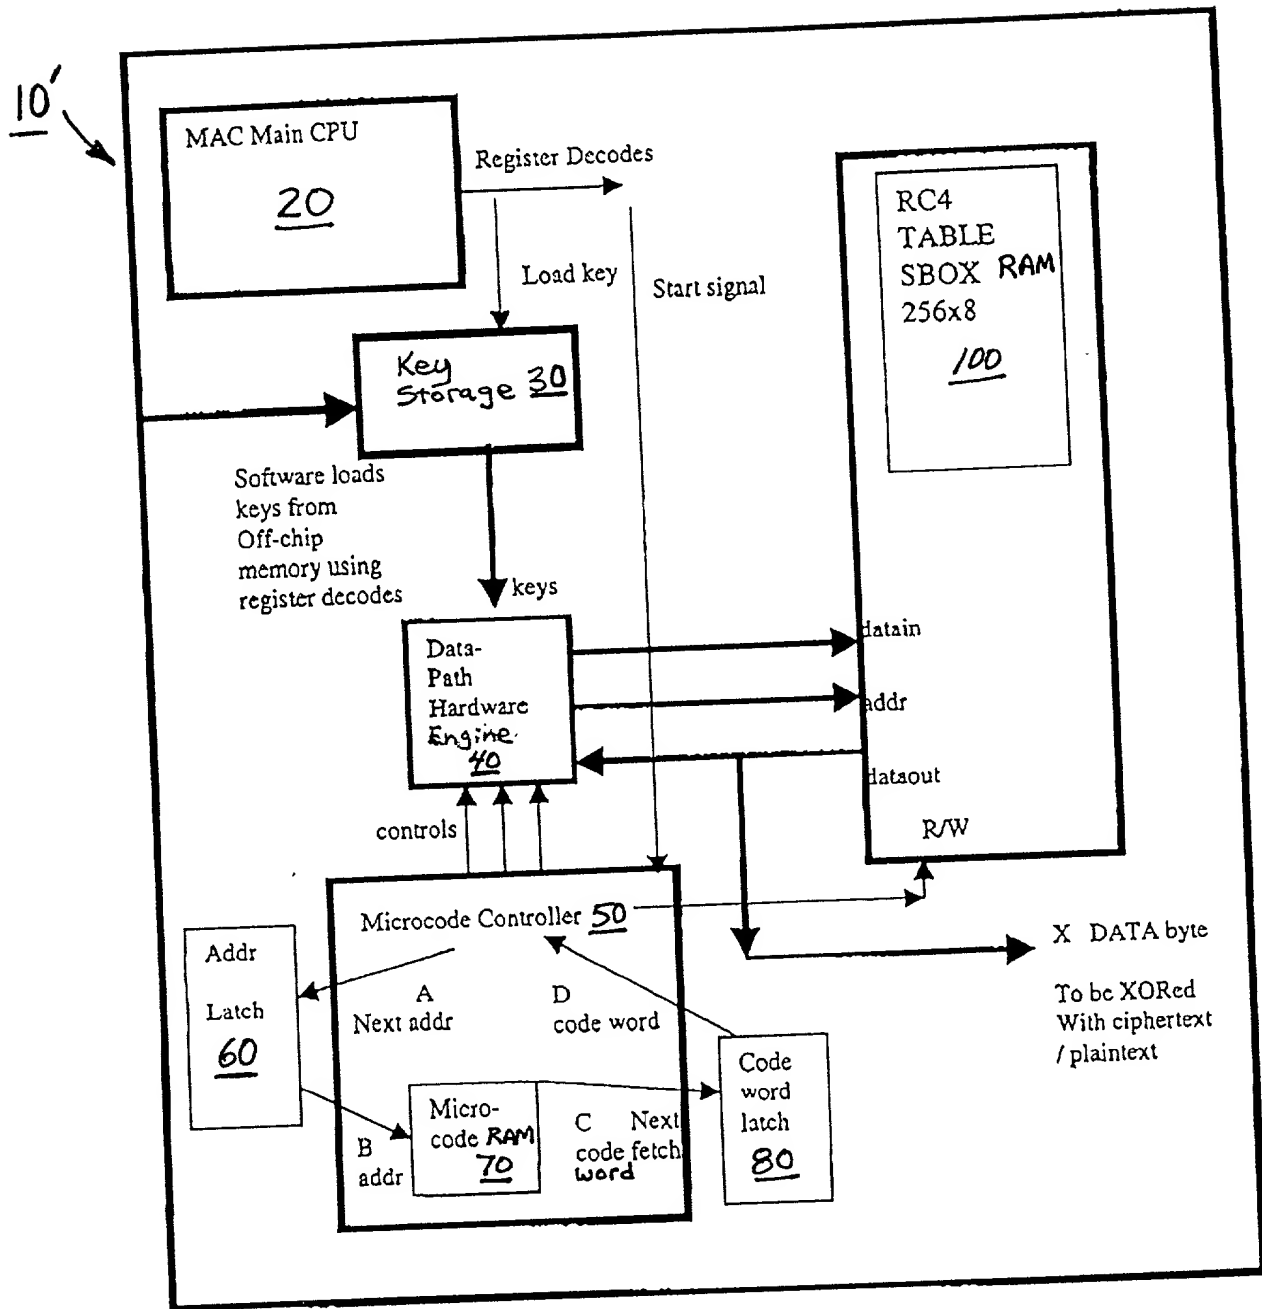 10'
MAC Main CPU
20
Register Decodes
Load key
Start signal
RC4
TABLE
SBOX RAM
256x8
100
Key
Storage 30
Software loads
keys from
Off-chip
memory using
register decodes
keys
Data-
Path
Hardware
Engine
40
datain
addr
dataout
R/W
controls
Microcode Controller 50
Addr
Latch
60
A
Next addr
D
code word
B
addr
Micro-
code RAM
70
C Next
code fetch
word
Code
word
latch
80
X DATA byte
To be XORed
With ciphertext
/ plaintext